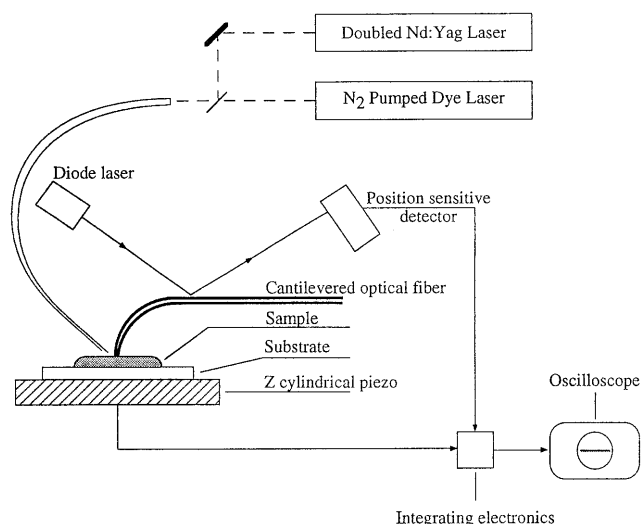 Doubled Nd:Yag Laser
N2 Pumped Dye Laser
Diode laser
Position sensitive
detector
Cantilevered optical fiber
Sample
Substrate
Z cylindrical piezo
Oscilloscope
Integrating electronics